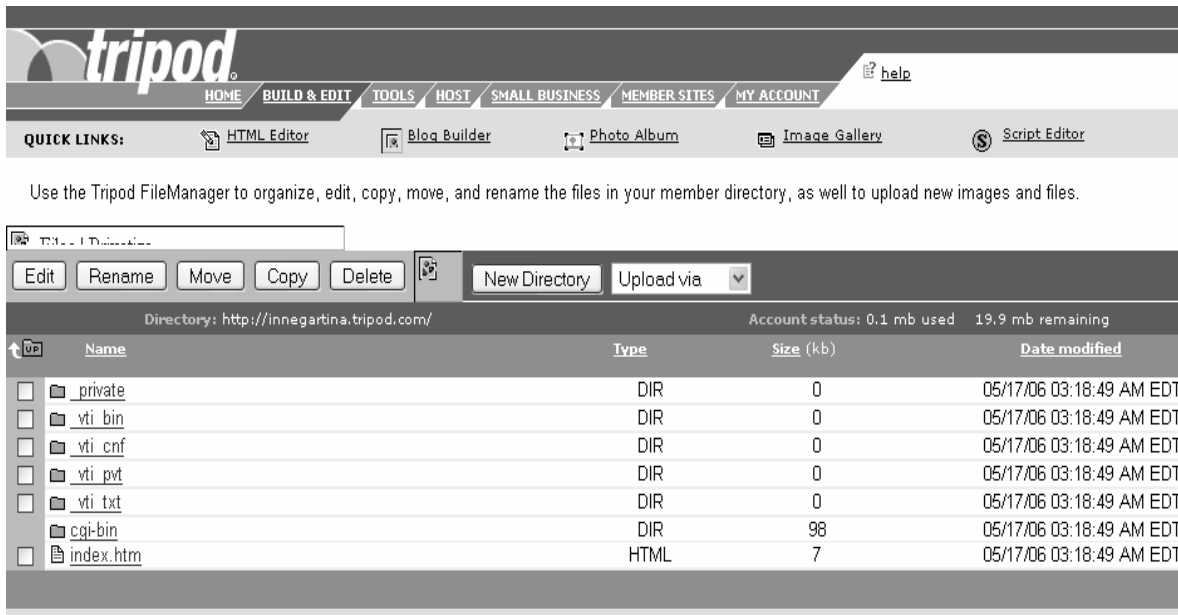 tripod
help
HOME BUILD & EDIT TOOLS HOST SMALL BUSINESS MEMBER SITES MY ACCOUNT
QUICK LINKS: HTML Editor Blog Builder Photo Album Image Gallery Script Editor
Use the Tripod FileManager to organize, edit, copy, move, and rename the files in your member directory, as well to upload new images and files.
Edit Rename Move Copy Delete New Directory Upload via
Directory: http://innegartina.tripod.com/ Account status: 0.1 mb used 19.9 mb remaining
UP Name Type Size (kb) Date modified
_private DIR 0 05/17/06 03:18:49 AM EDT
_vti_bin DIR 0 05/17/06 03:18:49 AM EDT
_vti_cnf DIR 0 05/17/06 03:18:49 AM EDT
_vti_pvt DIR 0 05/17/06 03:18:49 AM EDT
_vti_txt DIR 0 05/17/06 03:18:49 AM EDT
cgi-bin DIR 98 05/17/06 03:18:49 AM EDT
index.htm HTML 7 05/17/06 03:18:49 AM EDT